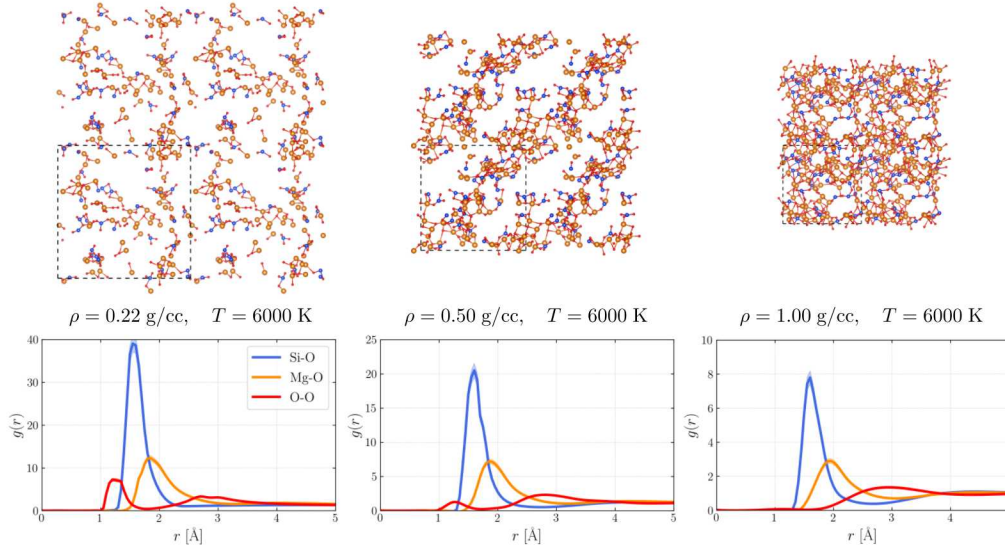 ρ = 0.22 g/cc, T = 6000 K
ρ = 0.50 g/cc, T = 6000 K
ρ = 1.00 g/cc, T = 6000 K
40
30
20
10
0
g(r)
Si-O
Mg-O
O-O
0 1 2 3 4 5
r [Å]
25
20
15
10
5
0
g(r)
0 1 2 3 4 5
r [Å]
10
8
6
4
2
0
g(r)
0 1 2 3 4 5
r [Å]